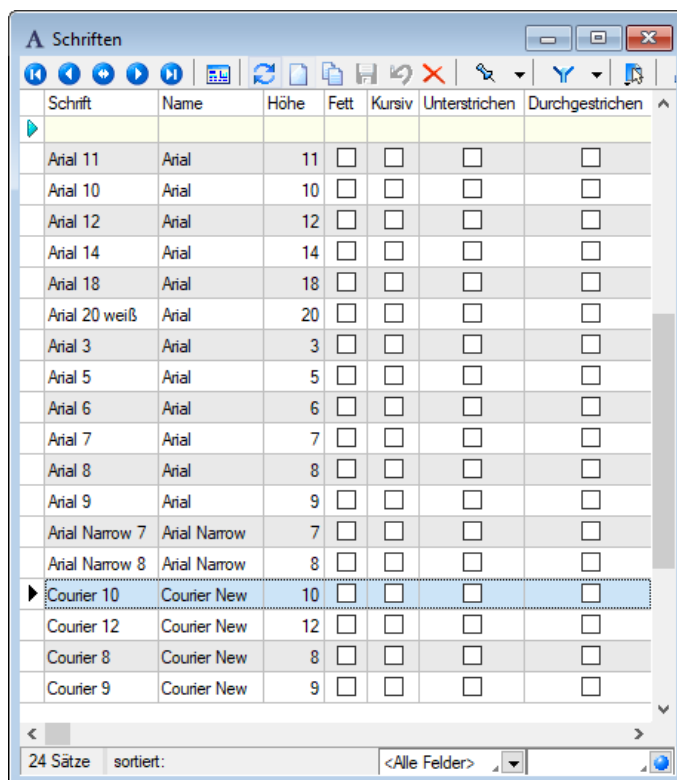 A Schriften
Schrift Name Höhe Fett Kursiv Unterstrichen Durchgestrichen
Arial 11 Arial 11
Arial 10 Arial 10
Arial 12 Arial 12
Arial 14 Arial 14
Arial 18 Arial 18
Arial 20 weiß Arial 20
Arial 3 Arial 3
Arial 5 Arial 5
Arial 6 Arial 6
Arial 7 Arial 7
Arial 8 Arial 8
Arial 9 Arial 9
Arial Narrow 7 Arial Narrow 7
Arial Narrow 8 Arial Narrow 8
Courier 10 Courier New 10
Courier 12 Courier New 12
Courier 8 Courier New 8
Courier 9 Courier New 9
24 Sätze sortiert: <Alle Felder>